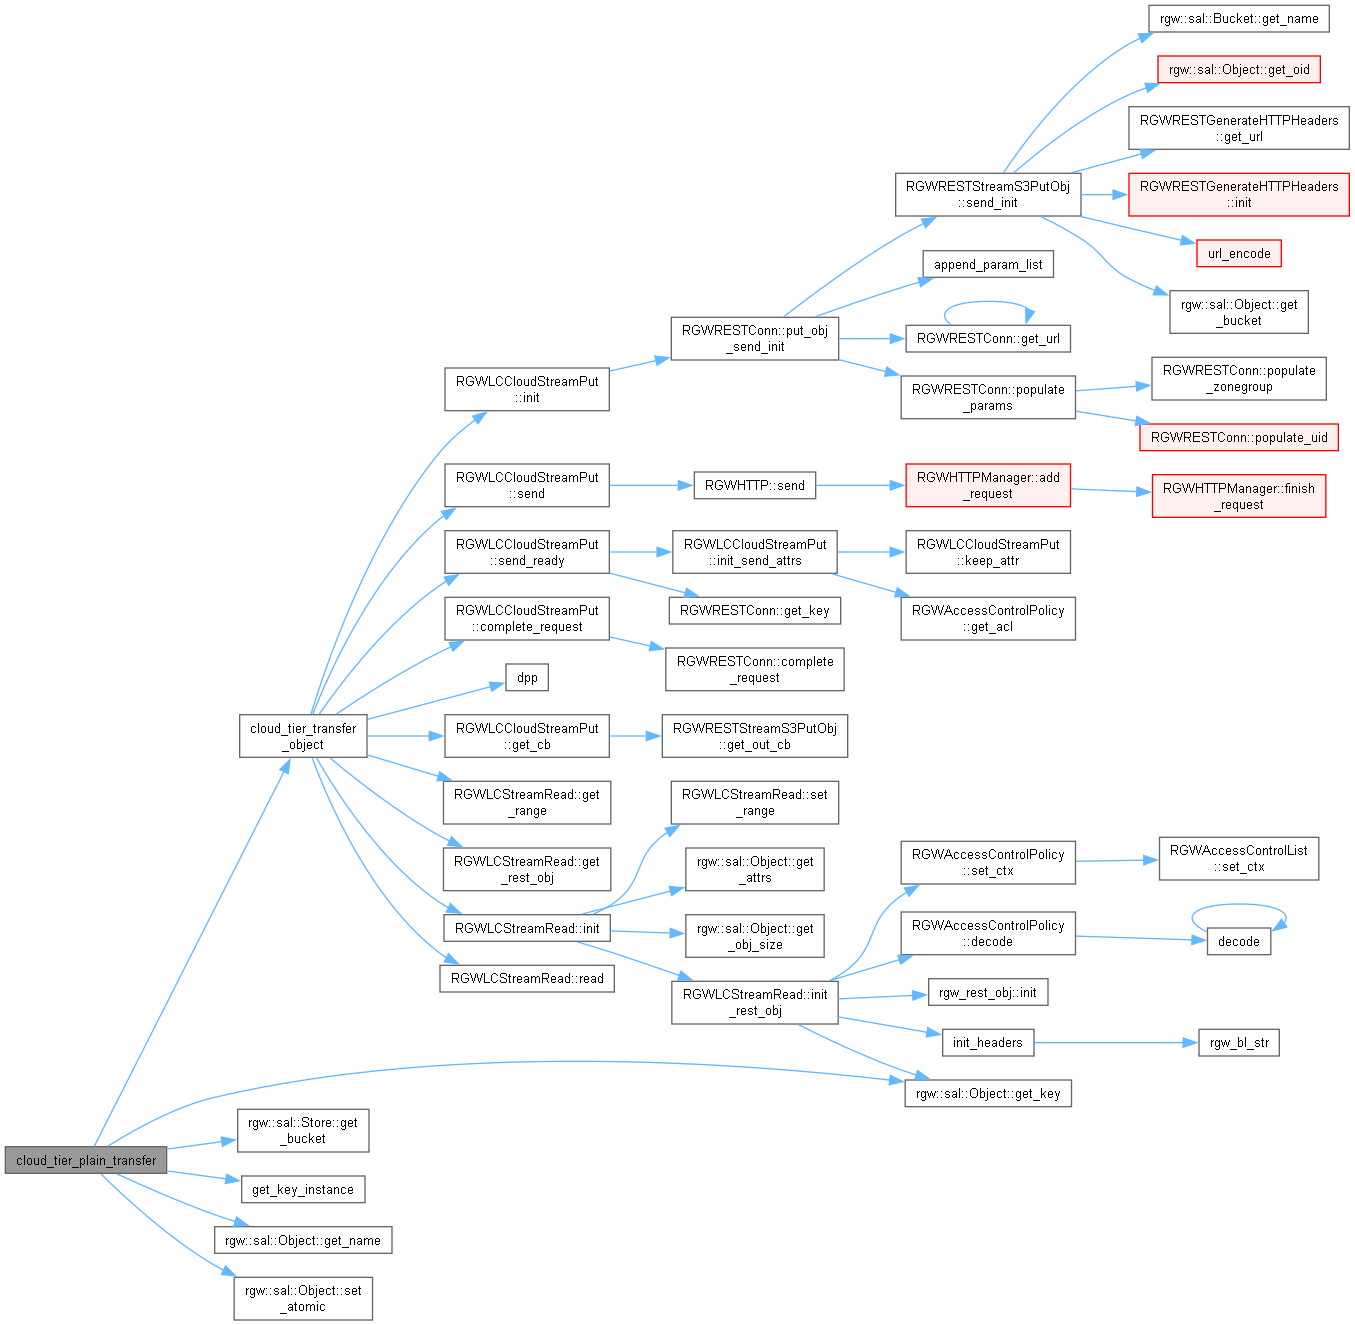 rgw::sal::Bucket::get_name
rgw::sal::Object::get_oid
RGWRESTGenerateHTTPHeaders
::get_url
RGWRESTStreamS3PutObj
::send_init
RGWRESTGenerateHTTPHeaders
::init
url_encode
append_param_list
rgw::sal::Object::get
_bucket
RGWRESTConn::put_obj
_send_init
RGWRESTConn::get_url
RGWLCCloudStreamPut
::init
RGWRESTConn::populate
_params
RGWRESTConn::populate
_zonegroup
RGWRESTConn::populate_uid
RGWLCCloudStreamPut
::send
RGWHTTP::send
RGWHTTPManager::add
_request
RGWHTTPManager::finish
_request
RGWLCCloudStreamPut
::send_ready
RGWLCCloudStreamPut
::init_send_attrs
RGWLCCloudStreamPut
::keep_attr
RGWLCCloudStreamPut
::complete_request
RGWRESTConn::get_key
RGWAccessControlPolicy
::get_acl
RGWRESTConn::complete
_request
dpp
cloud_tier_transfer
_object
RGWLCCloudStreamPut
::get_cb
RGWRESTStreamS3PutObj
::get_out_cb
RGWLCStreamRead::get
_range
RGWLCStreamRead::set
_range
RGWLCStreamRead::get
_rest_obj
rgw::sal::Object::get
_attrs
RGWAccessControlPolicy
::set_ctx
RGWAccessControlList
::set_ctx
RGWLCStreamRead::init
rgw::sal::Object::get
_obj_size
RGWAccessControlPolicy
::decode
decode
RGWLCStreamRead::read
RGWLCStreamRead::init
_rest_obj
rgw_rest_obj::init
init_headers
rgw_bl_str
rgw::sal::Object::get_key
rgw::sal::Store::get
_bucket
cloud_tier_plain_transfer
get_key_instance
rgw::sal::Object::get_name
rgw::sal::Object::set
_atomic